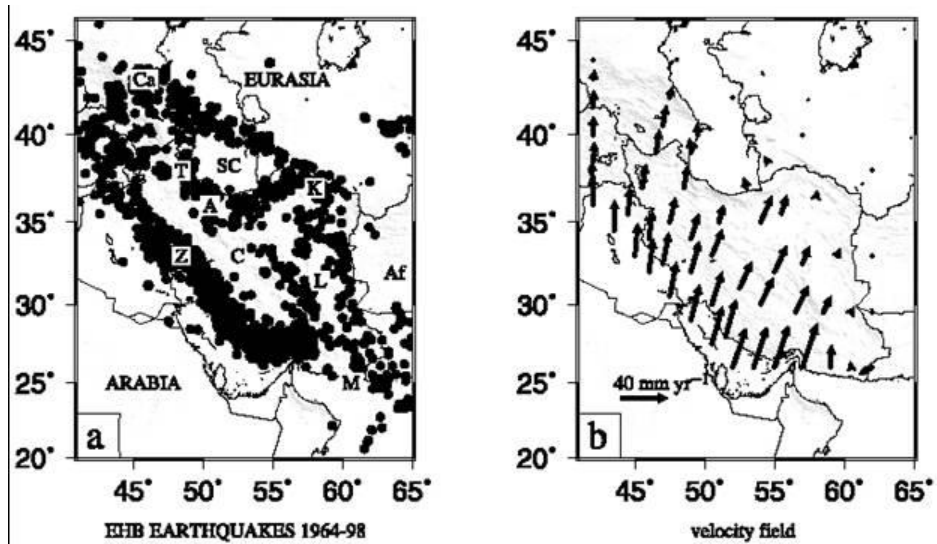 45°
45°
Ca
EURASIA
40°
40°
T
SC
K
A
35°
35°
Z
C
L
Af
30°
30°
ARABIA
M
25°
40 mm yr⁻¹
25°
a
b
20°
20°
45° 50° 55° 60° 65°
45° 50° 55° 60° 65°
EHB EARTHQUAKES 1964-98
velocity field